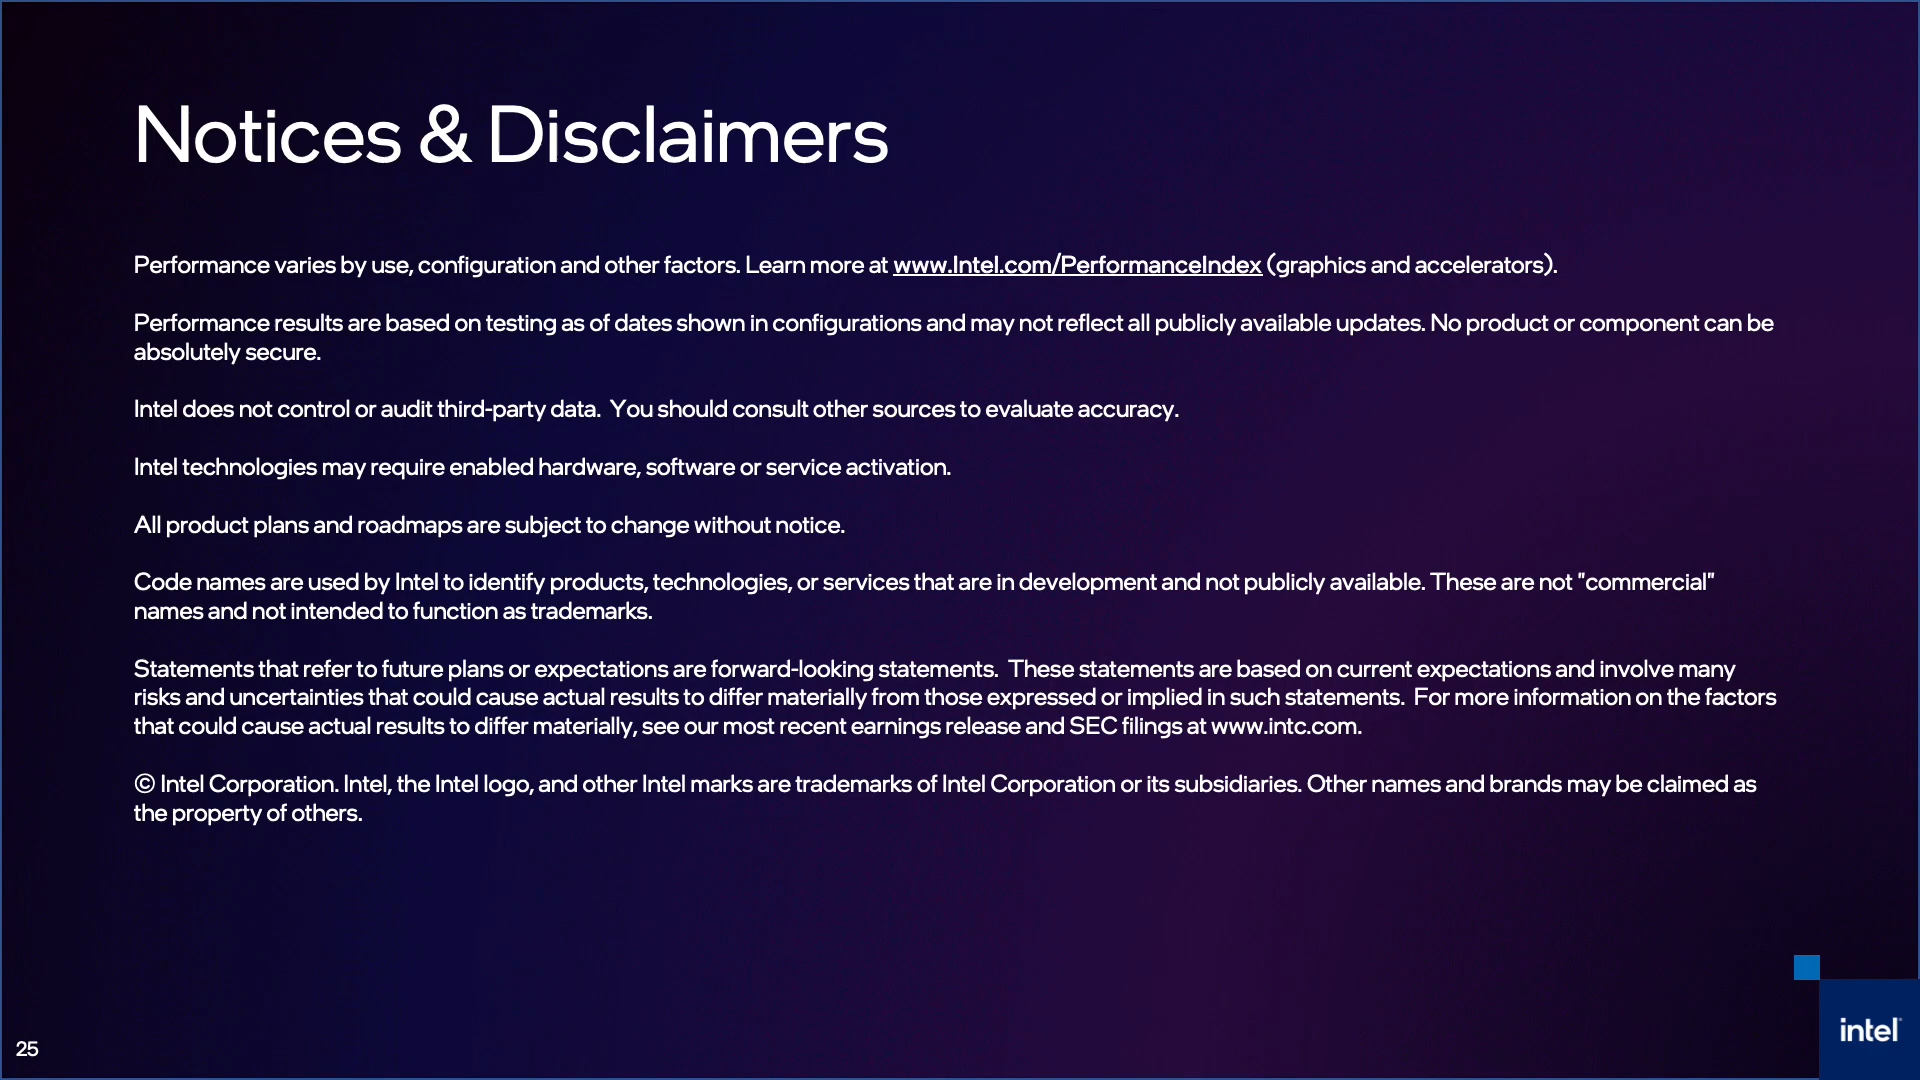 Notices & Disclaimers
Performance varies by use, configuration and other factors. Learn more at www.Intel.com/PerformanceIndex (graphics and accelerators).
Performance results are based on testing as of dates shown in configurations and may not reflect all publicly available updates. No product or component can be
absolutely secure.
Intel does not control or audit third-party data.  You should consult other sources to evaluate accuracy.
Intel technologies may require enabled hardware, software or service activation.
All product plans and roadmaps are subject to change without notice.
Code names are used by Intel to identify products, technologies, or services that are in development and not publicly available. These are not "commercial"
names and not intended to function as trademarks.
Statements that refer to future plans or expectations are forward-looking statements.  These statements are based on current expectations and involve many
risks and uncertainties that could cause actual results to differ materially from those expressed or implied in such statements.  For more information on the factors
that could cause actual results to differ materially, see our most recent earnings release and SEC filings at www.intc.com.
© Intel Corporation. Intel, the Intel logo, and other Intel marks are trademarks of Intel Corporation or its subsidiaries. Other names and brands may be claimed as
the property of others.
25
intel